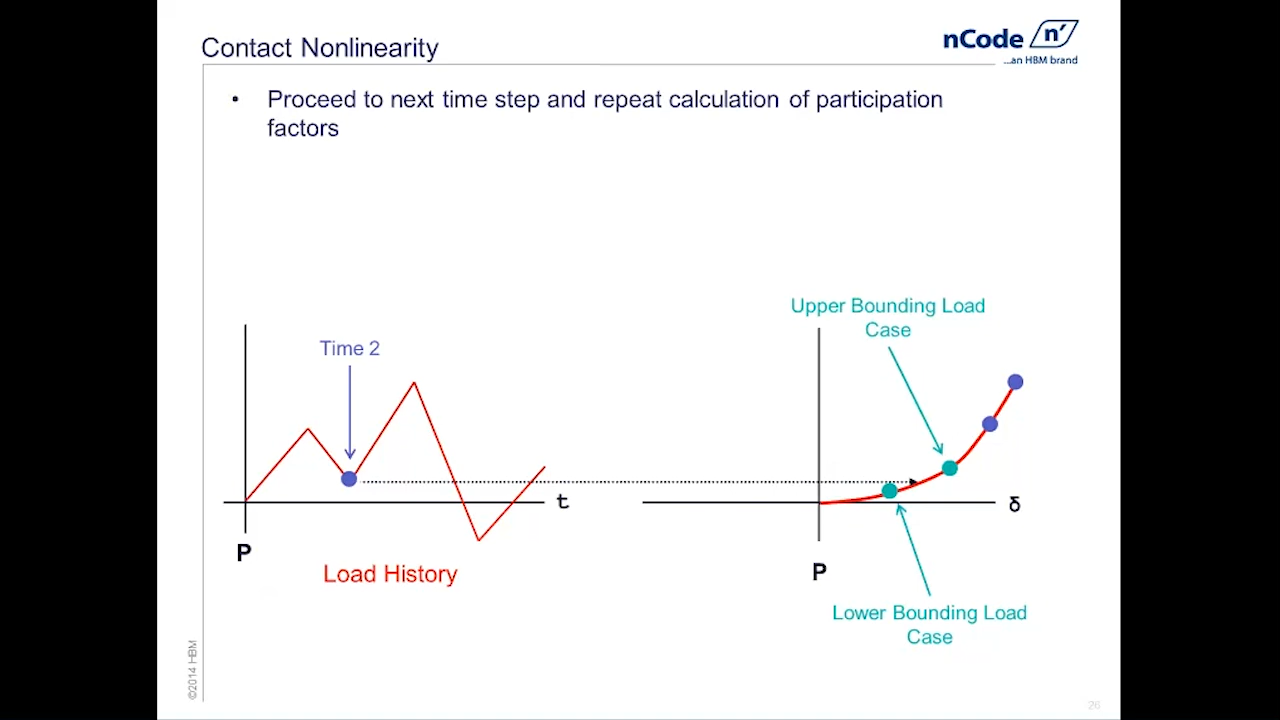 Contact Nonlinearity
nCode n'
...an HBM brand
• Proceed to next time step and repeat calculation of participation
factors
Upper Bounding Load
Case
Time 2
t
δ
P
P
Load History
Lower Bounding Load
Case
©2014 HBM
26